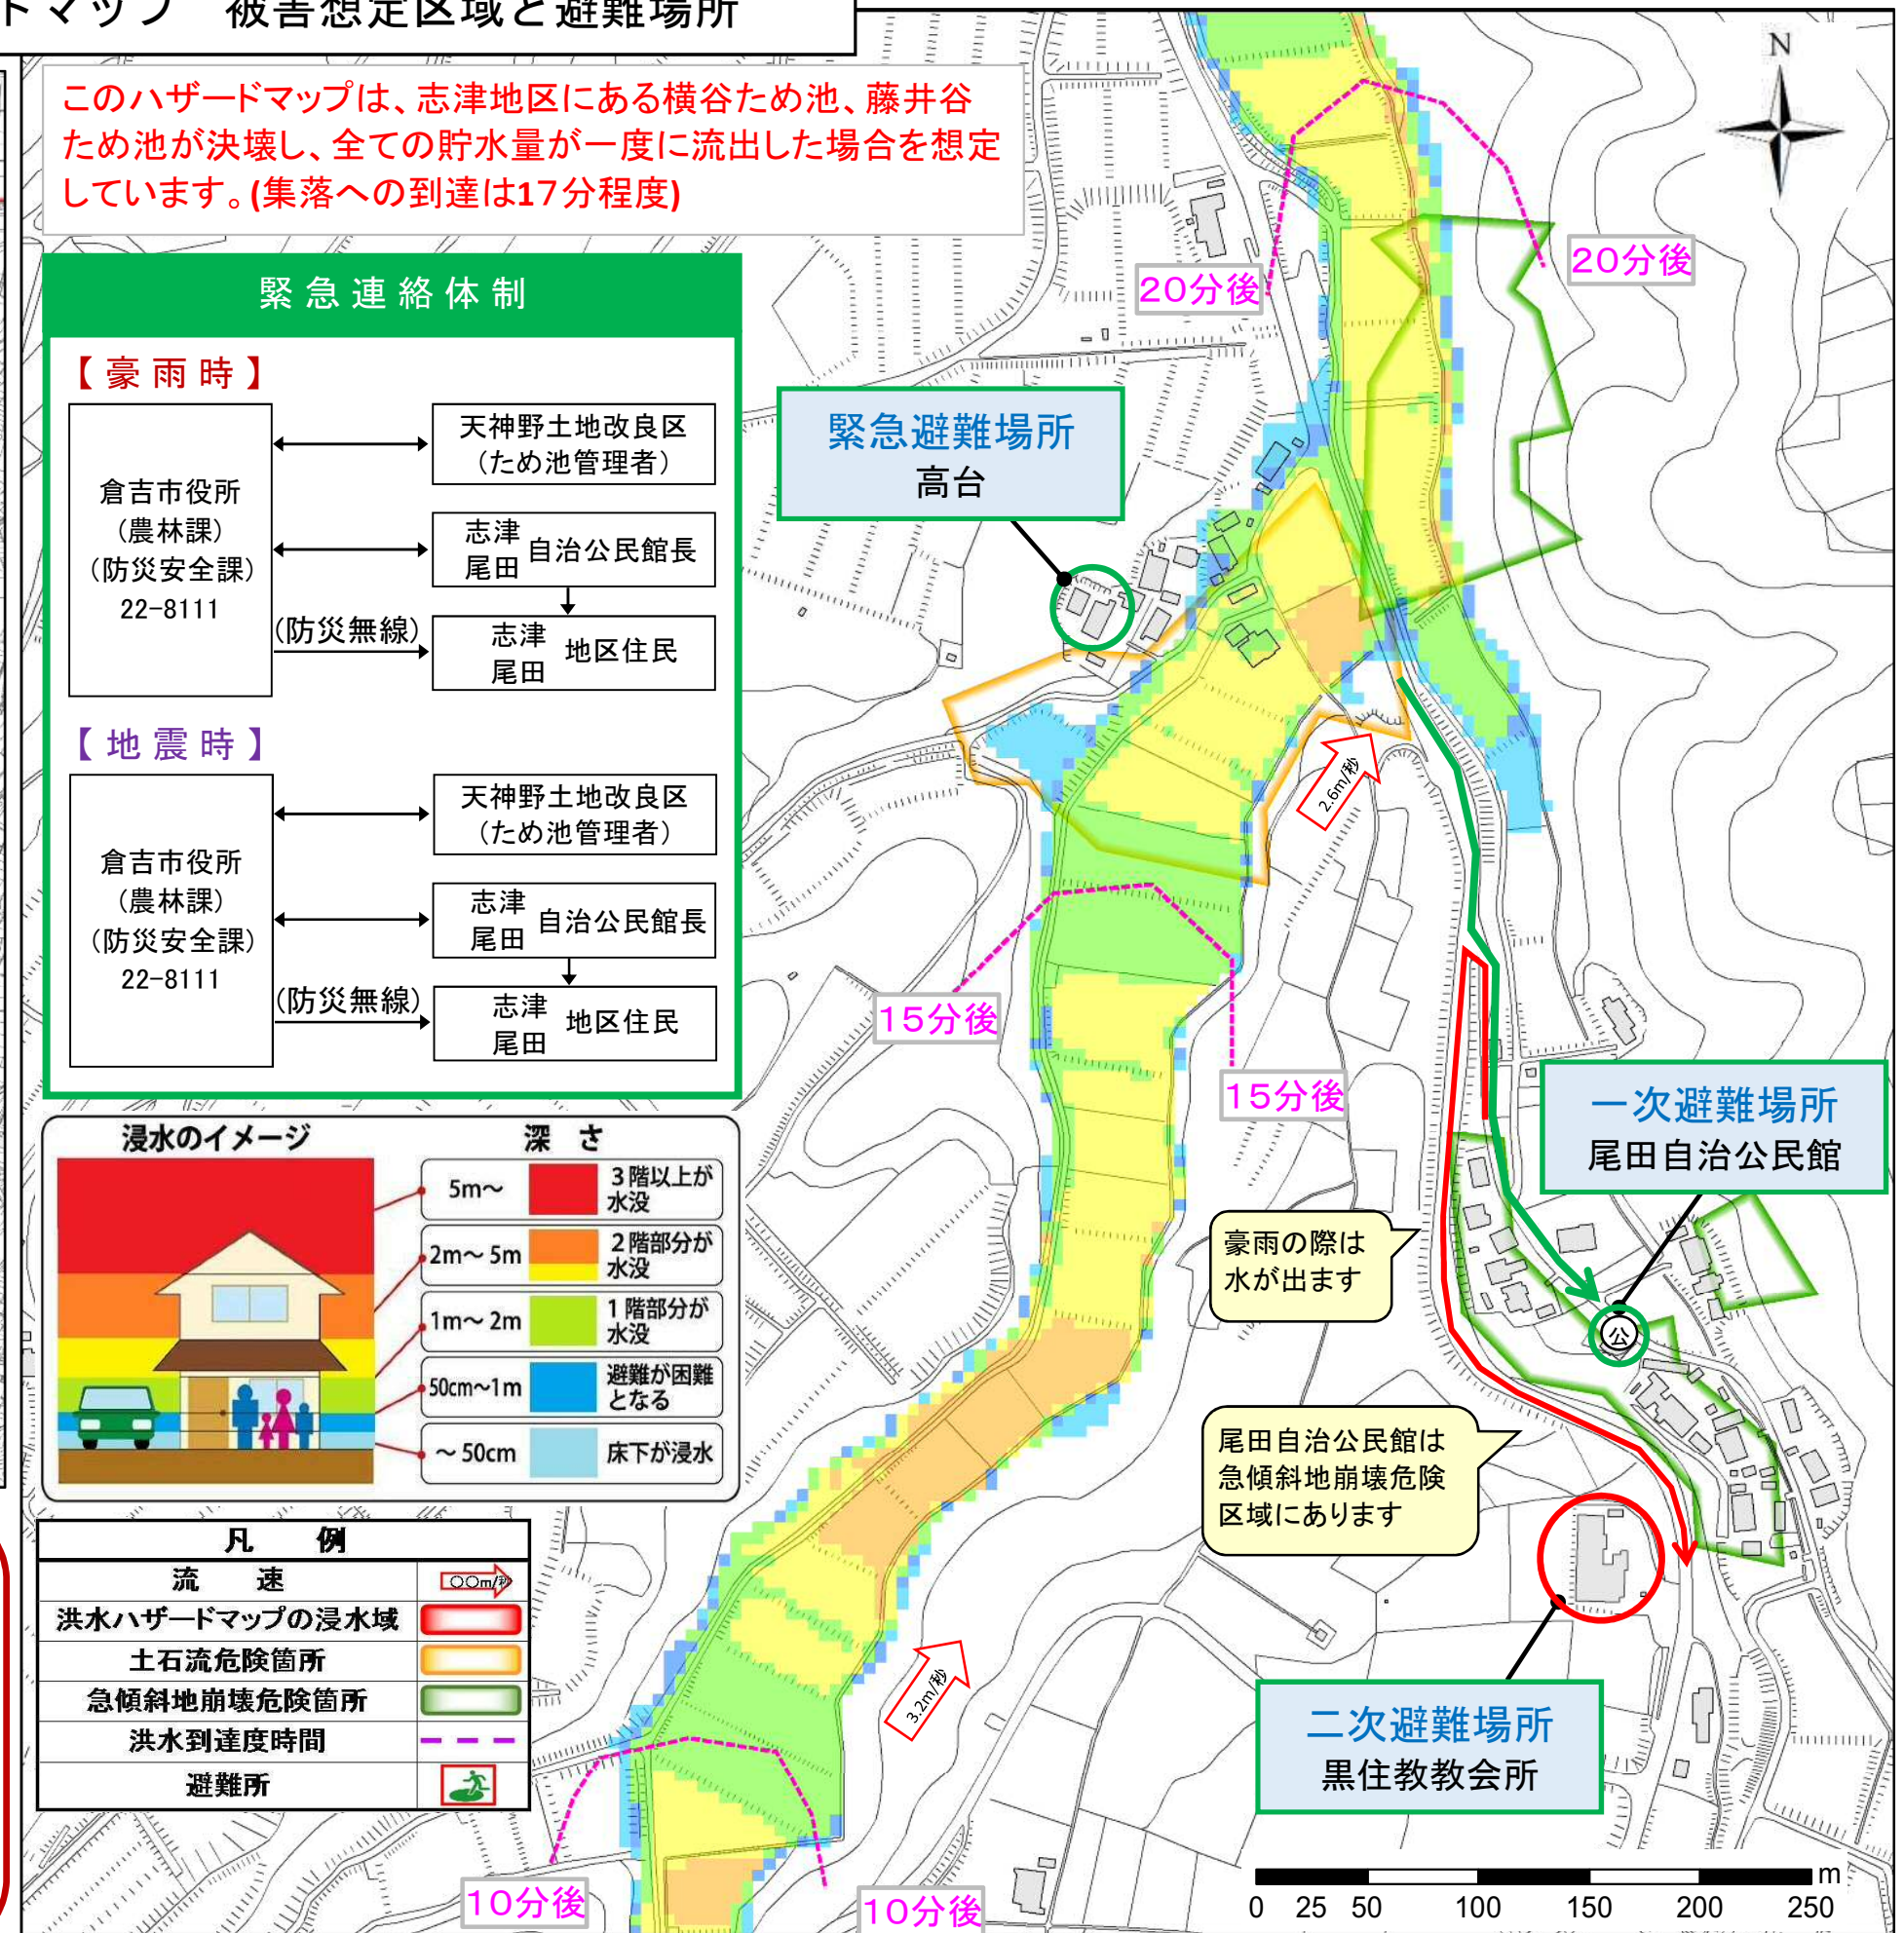 ドマップ 被害想定区域と避難場所
このハザードマップは、志津地区にある横谷ため池、藤井谷
ため池が決壊し、全ての貯水量が一度に流出した場合を想定
しています。(集落への到達は17分程度)
N
緊急連絡体制
【豪雨時】
倉吉市役所
(農林課)
(防災安全課)
22-8111
天神野土地改良区
(ため池管理者)
志津
尾田
自治公民館長
(防災無線)
志津
尾田
地区住民
【地震時】
倉吉市役所
(農林課)
(防災安全課)
22-8111
天神野土地改良区
(ため池管理者)
志津
尾田
自治公民館長
(防災無線)
志津
尾田
地区住民
20分後
20分後
緊急避難場所
高台
2.6m/秒
15分後
15分後
一次避難場所
尾田自治公民館
公
豪雨の際は
水が出ます
尾田自治公民館は
急傾斜地崩壊危険
区域にあります
浸水のイメージ
深さ
5m～
3階以上が
水没
2m～5m
2階部分が
水没
1m～2m
1階部分が
水没
50cm～1m
避難が困難
となる
～50cm
床下が浸水
凡例
流速
○○m/秒
洪水ハザードマップの浸水域
土石流危険箇所
急傾斜地崩壊危険箇所
洪水到達度時間
避難所
3.2m/秒
二次避難場所
黒住教教会所
10分後
10分後
m
0 25 50 100 150 200 250